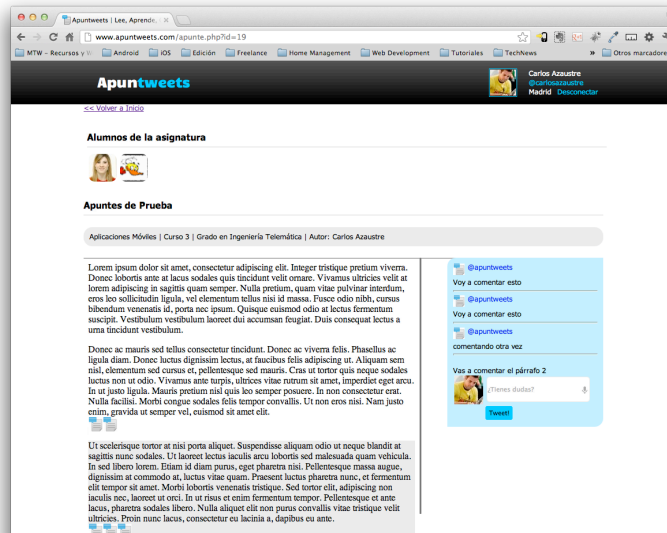 Apuntweets | Lee, Aprende,
www.apuntweets.com/apunte.php?id=19
MTW - Recursos y W
Android
iOS
Edición
Freelance
Home Management
Web Development
Tutoriales
TechNews
»
Otros marcadores
Apuntweets
Carlos Azaustre
@carlosazaustre
Madrid Desconectar
<< Volver a Inicio
Alumnos de la asignatura
Apuntes de Prueba
Aplicaciones Móviles | Curso 3 | Grado en Ingeniería Telemática | Autor: Carlos Azaustre
Lorem ipsum dolor sit amet, consectetur adipiscing elit. Integer tristique pretium viverra.
Donec lobortis ante at lacus sodales quis tincidunt velit ornare. Vivamus ultricies velit at
lorem adipiscing in sagittis quam semper. Nulla pretium, quam vitae pulvinar interdum,
eros leo sollicitudin ligula, vel elementum tellus nisi id massa. Fusce odio nibh, cursus
bibendum venenatis id, porta nec ipsum. Quisque euismod odio at lectus fermentum
suscipit. Vestibulum vestibulum laoreet dui accumsan feugiat. Duis consequat lectus a
urna tincidunt vestibulum.
Donec ac mauris sed tellus consectetur tincidunt. Donec ac viverra felis. Phasellus ac
ligula diam. Donec luctus dignissim lectus, at faucibus felis adipiscing ut. Aliquam sem
nisl, elementum sed cursus et, pellentesque sed mauris. Cras ut tortor quis neque sodales
luctus non ut odio. Vivamus ante turpis, ultrices vitae rutrum sit amet, imperdiet eget arcu.
In ut justo ligula. Mauris pretium nisl quis leo semper posuere. In non consectetur erat.
Nulla facilisi. Morbi congue sodales felis tempor convallis. Ut non eros nisi. Nam justo
enim, gravida ut semper vel, euismod sit amet elit.
Ut scelerisque tortor at nisi porta aliquet. Suspendisse aliquam odio ut neque blandit at
sagittis nunc sodales. Ut laoreet lectus iaculis arcu lobortis sed malesuada quam vehicula.
In sed libero lorem. Etiam id diam purus, eget pharetra nisi. Pellentesque massa augue,
dignissim at commodo at, luctus vitae quam. Praesent luctus pharetra nunc, et fermentum
elit tempor sit amet. Morbi lobortis venenatis tristique. Sed tortor elit, adipiscing non
iaculis nec, laoreet ut orci. In ut risus et enim fermentum tempor. Pellentesque et ante
lacus, pharetra sodales libero. Nulla aliquet elit non purus convallis vitae tristique velit
ultricies. Proin nunc lacus, consectetur eu lacinia a, dapibus eu ante.
@apuntweets
Voy a comentar esto
@apuntweets
Voy a comentar esto
@apuntweets
comentando otra vez
Vas a comentar el párrafo 2
¿Tienes dudas?
Tweet!